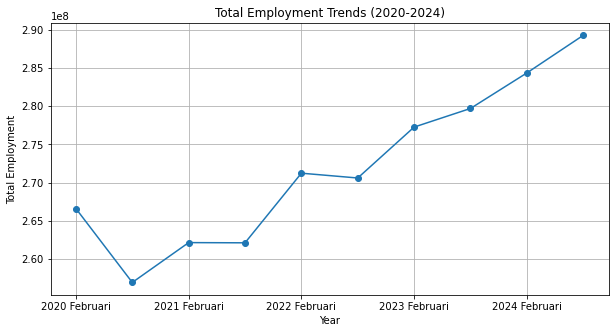 Total Employment Trends (2020-2024)
1e8
2.90
2.85
2.80
2.75
2.70
2.65
2.60
Total Employment
2020 Februari 2021 Februari 2022 Februari 2023 Februari 2024 Februari
Year